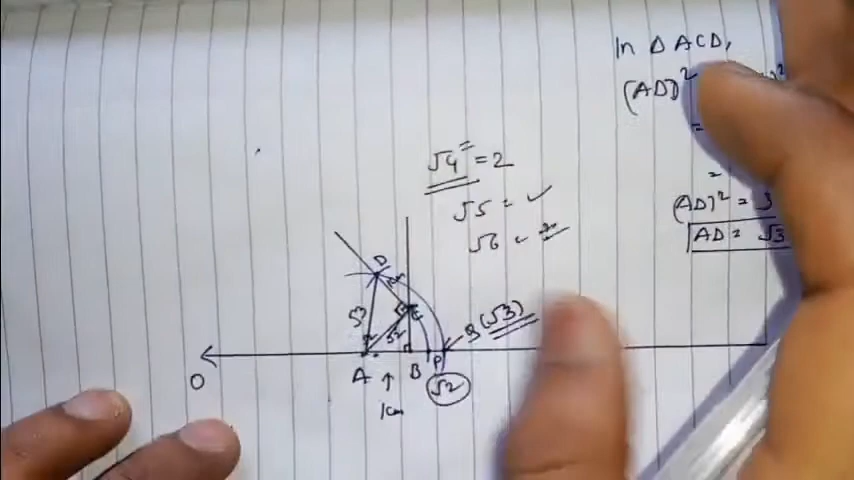 In Δ ACD,
(AD)²
=
=
(AD)² = 3
AD = √3
√4 = 2
√5 =
√6
D
√3
C
√2
(√3)
O
A
B
P
√2
1cm